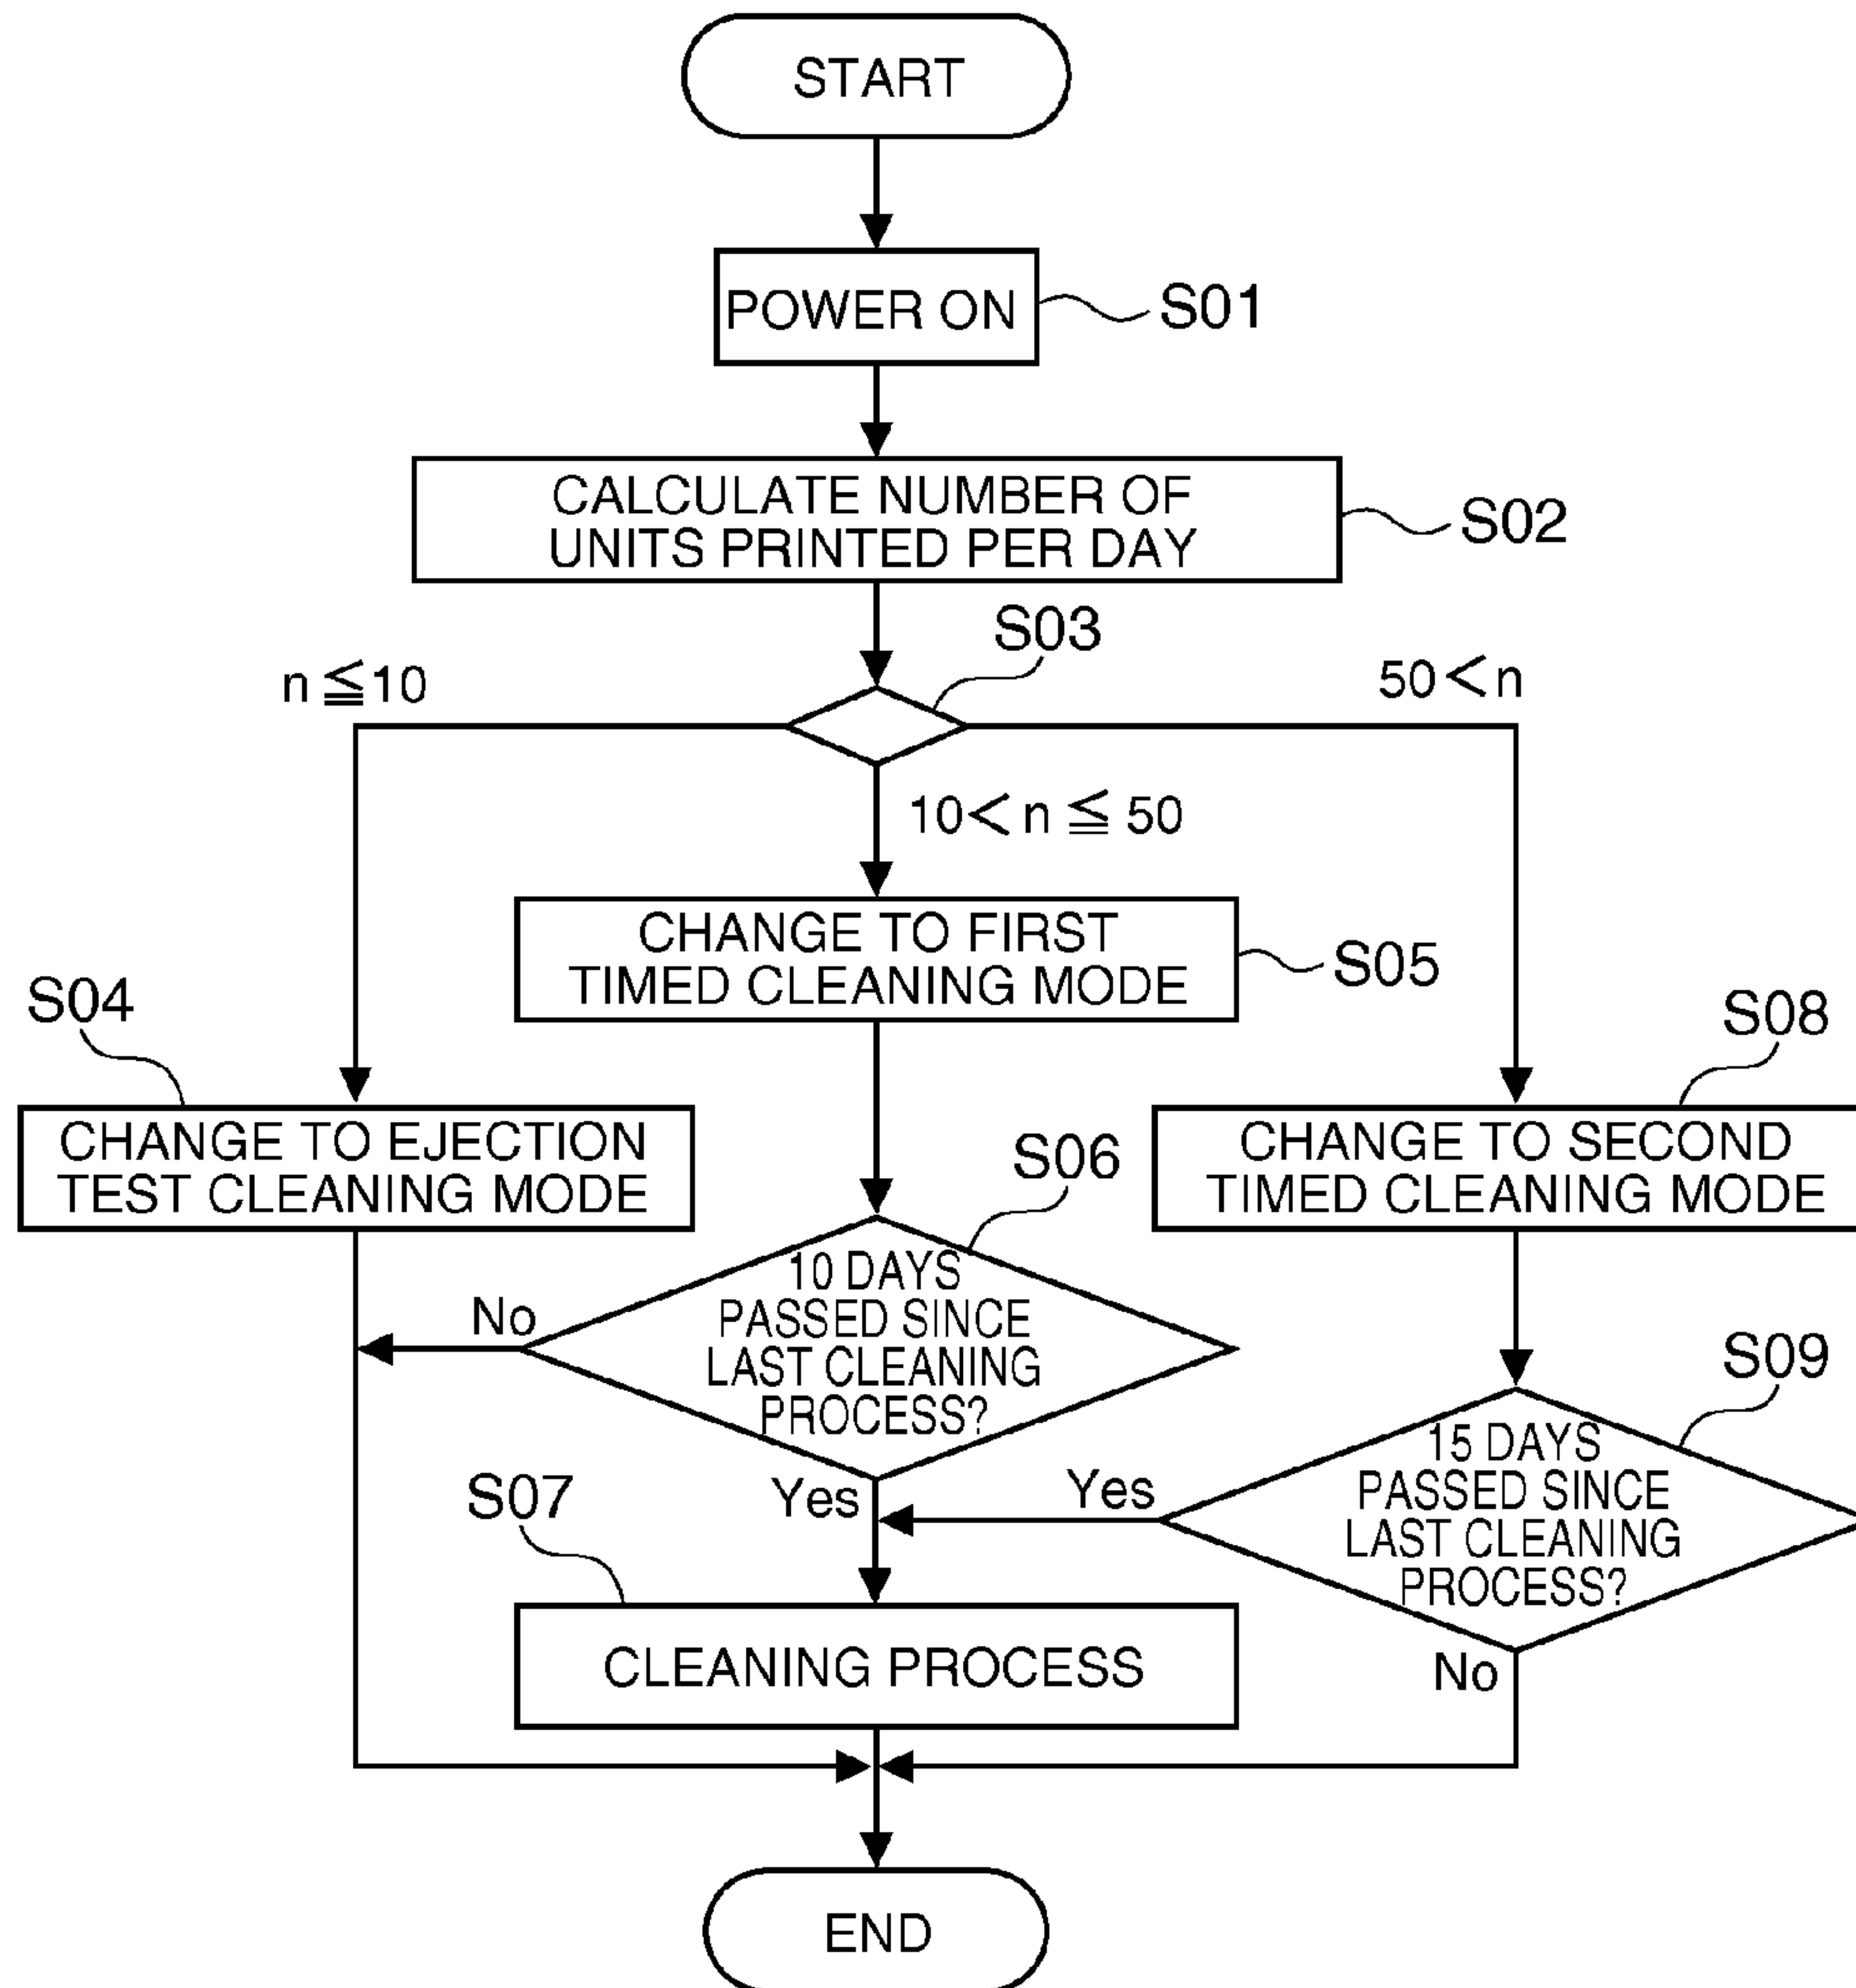 START
POWER ON
S01
CALCULATE NUMBER OF
UNITS PRINTED PER DAY
S02
S03
n ≦ 10
50 < n
10 < n ≦ 50
CHANGE TO FIRST
TIMED CLEANING MODE
S05
S04
S08
CHANGE TO EJECTION
TEST CLEANING MODE
S06
CHANGE TO SECOND
TIMED CLEANING MODE
10 DAYS
PASSED SINCE
LAST CLEANING
PROCESS?
No
S09
15 DAYS
PASSED SINCE
LAST CLEANING
PROCESS?
S07
Yes
Yes
No
CLEANING PROCESS
END